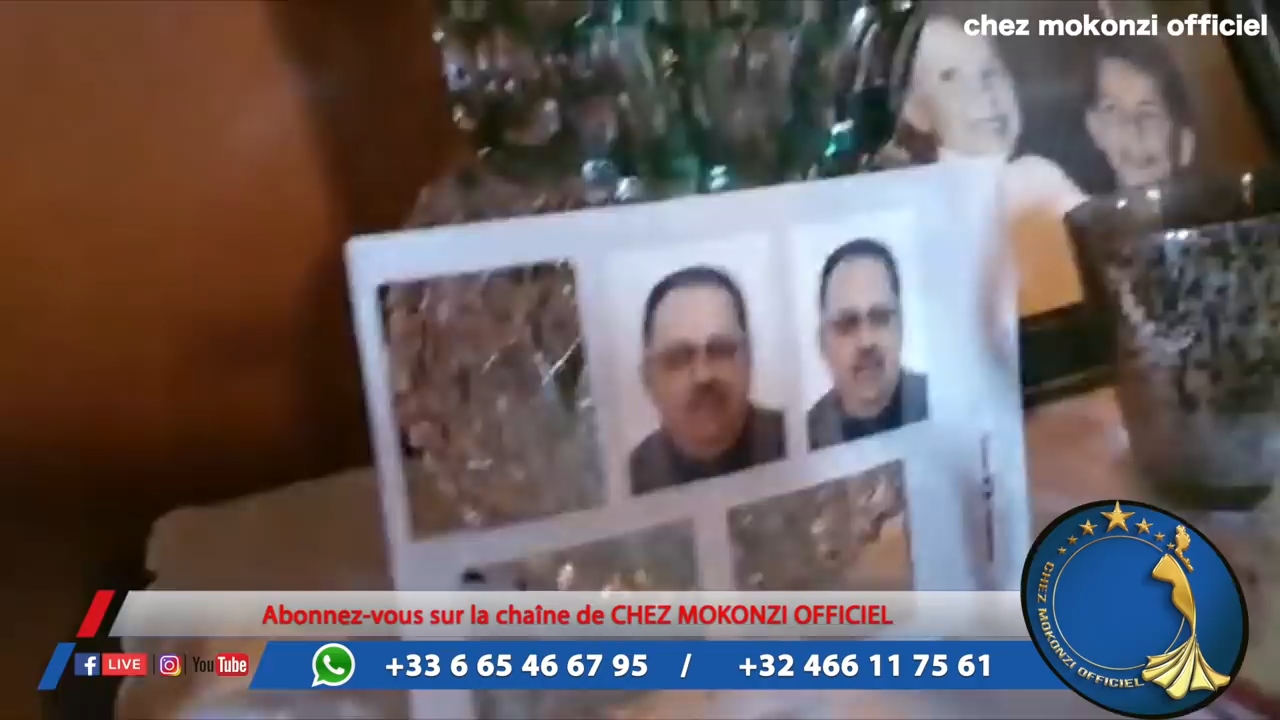 chez mokonzi officiel
Abonnez-vous sur la chaîne de CHEZ MOKONZI OFFICIEL
LIVE YouTube
+33 6 65 46 67 95 / +32 466 11 75 61
CHEZ MOKONZI OFFICIEL